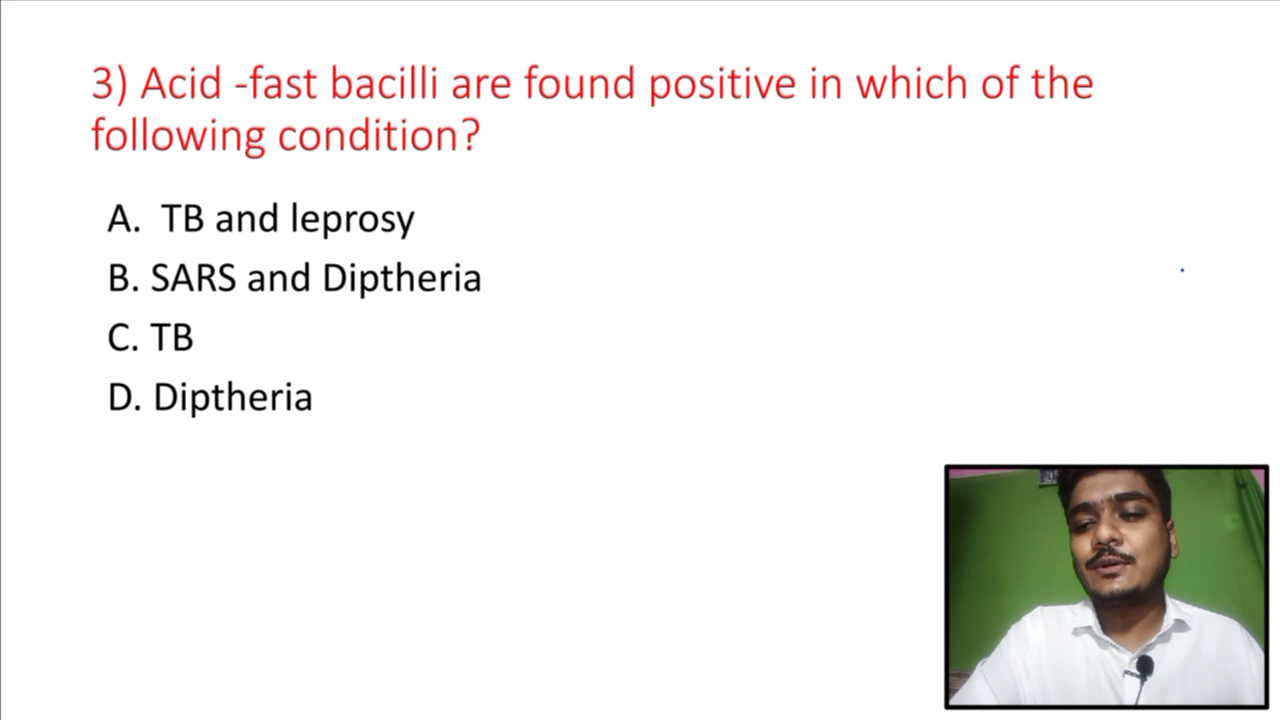 3) Acid -fast bacilli are found positive in which of the
following condition?
A. TB and leprosy
B. SARS and Diptheria
C. TB
D. Diptheria